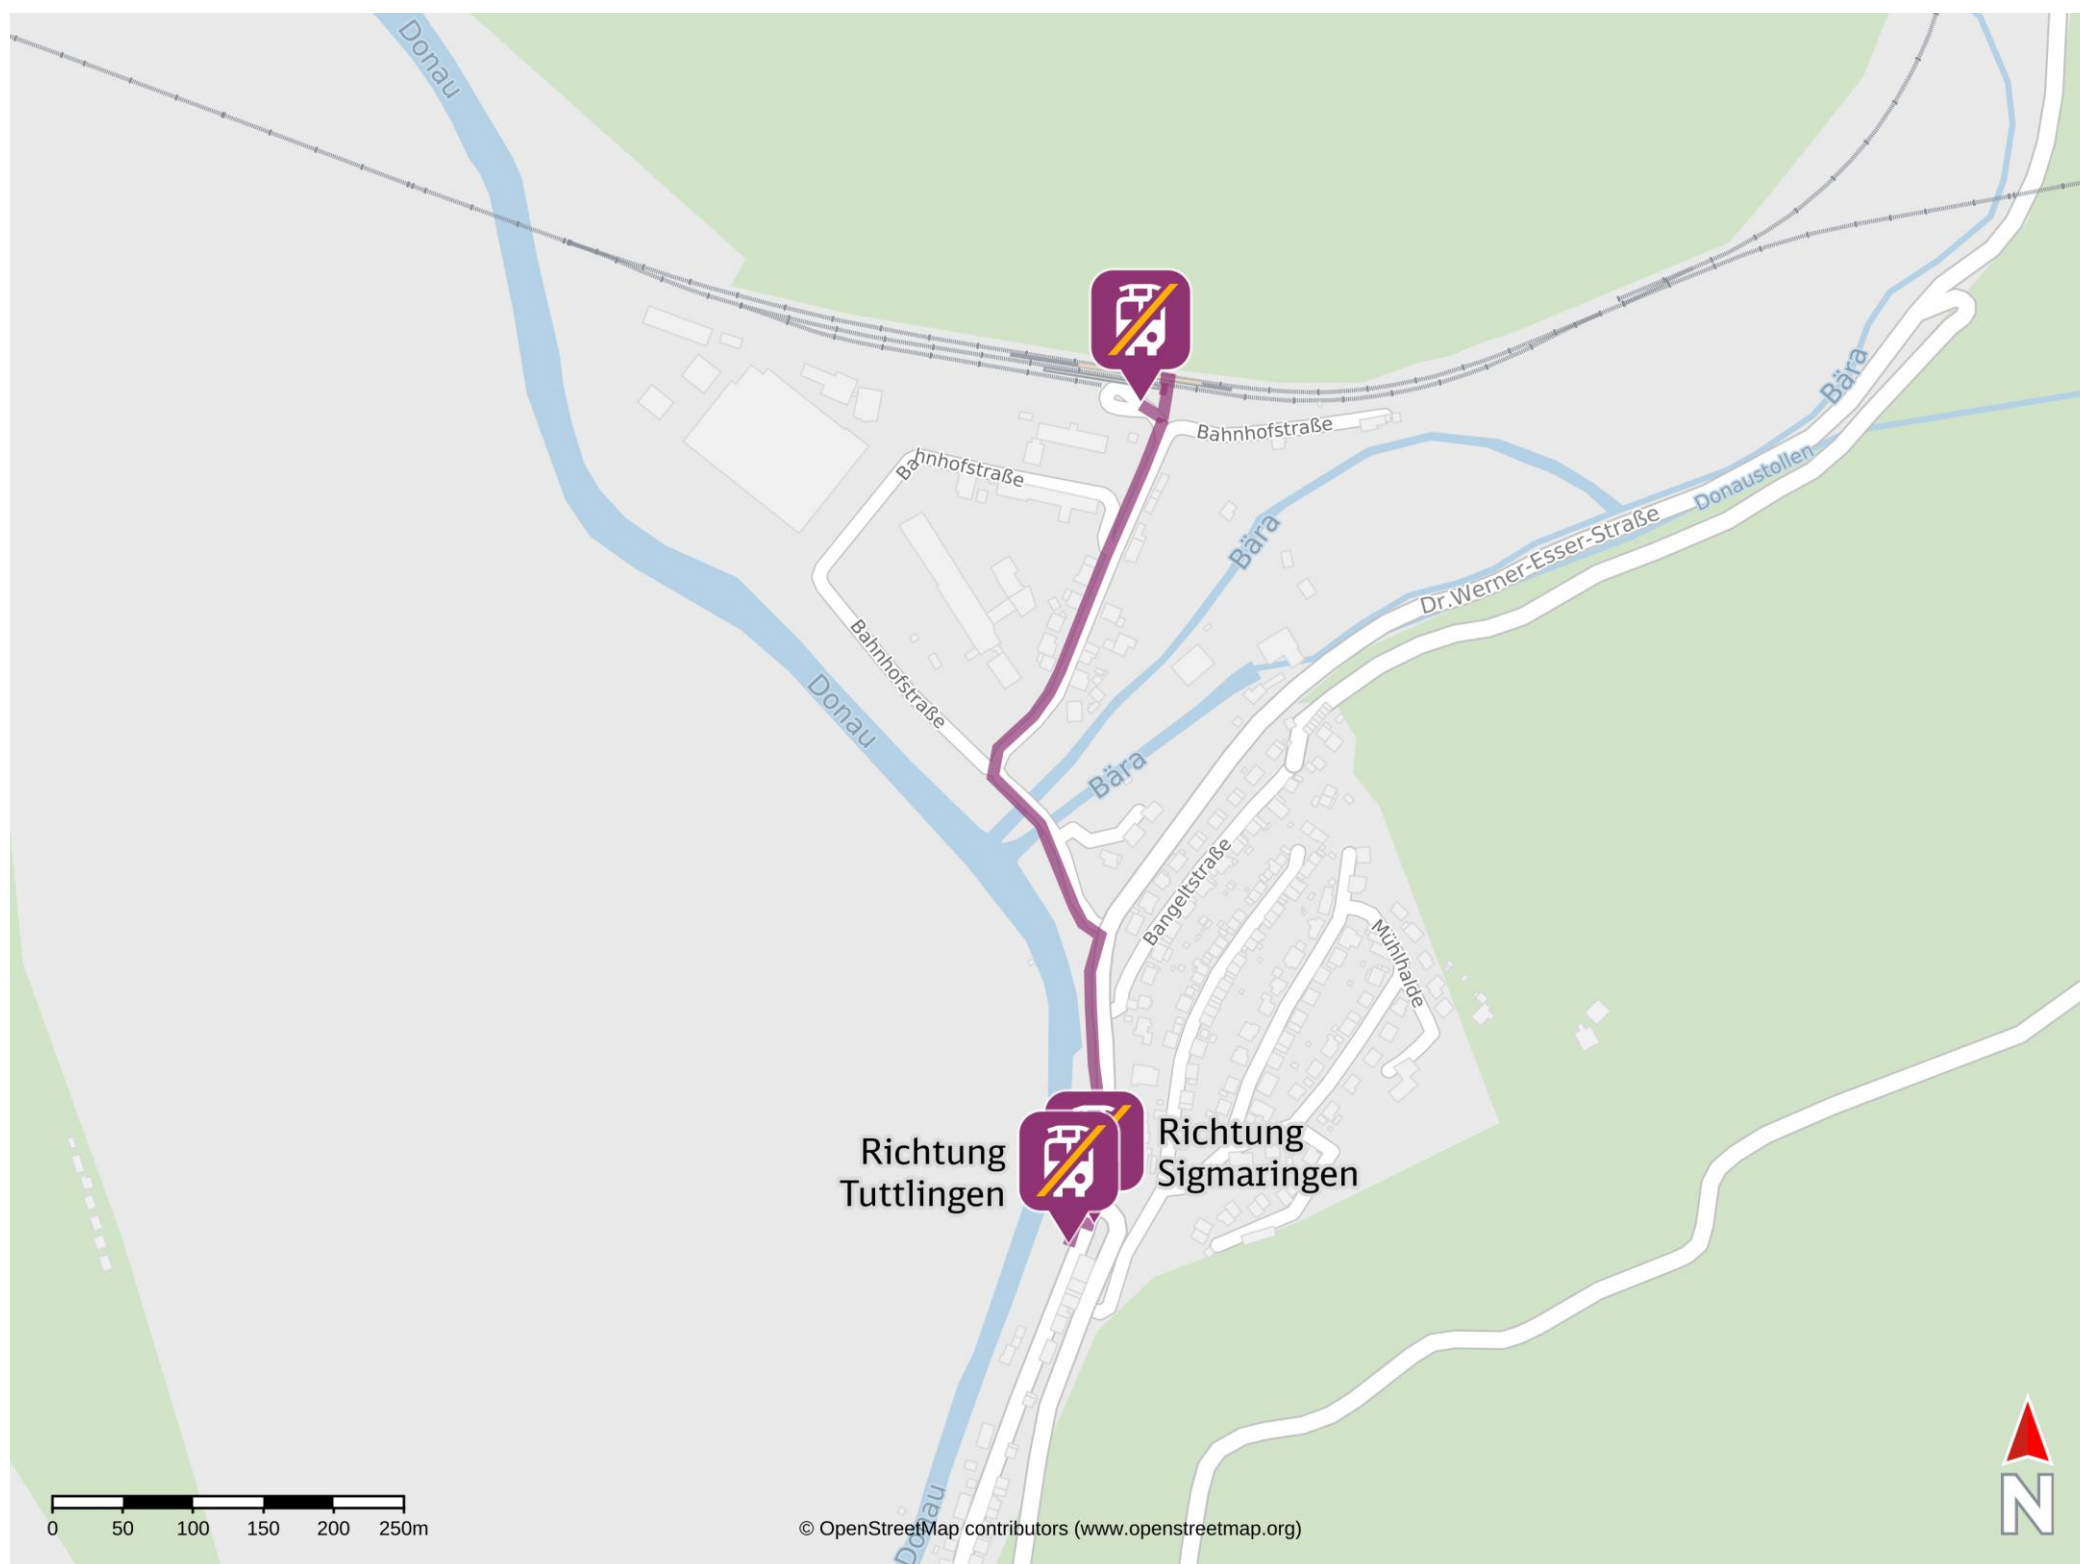 Donau
Bahnhofstraße
Bahnhofstraße
Bära
Donaustollen
Bära
Dr.Werner-Esser-Straße
Bahnhofstraße
Donau
Bära
Bangeltstraße
Mühlhalde
Richtung
Tuttlingen
Richtung
Sigmaringen
Donau
0 50 100 150 200 250m
© OpenStreetMap contributors (www.openstreetmap.org)
N